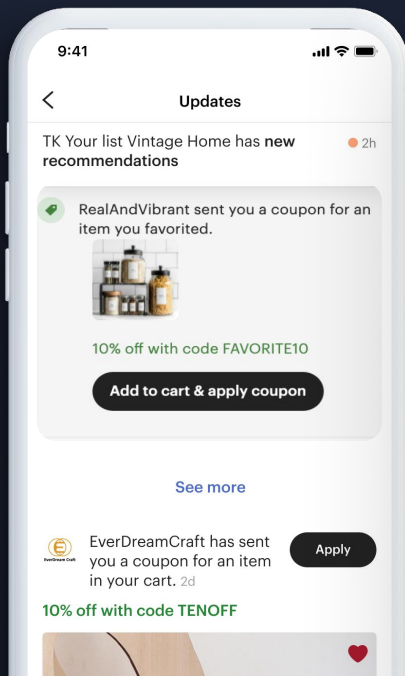 9:41
Updates
TK Your list Vintage Home has new
2h
recommendations
RealAndVibrant sent you a coupon for an
item you favorited.
10% off with code FAVORITE10
Add to cart & apply coupon
See more
EverDreamCraft has sent
you a coupon for an item
in your cart. 2d
EverDream Craft
Apply
10% off with code TENOFF